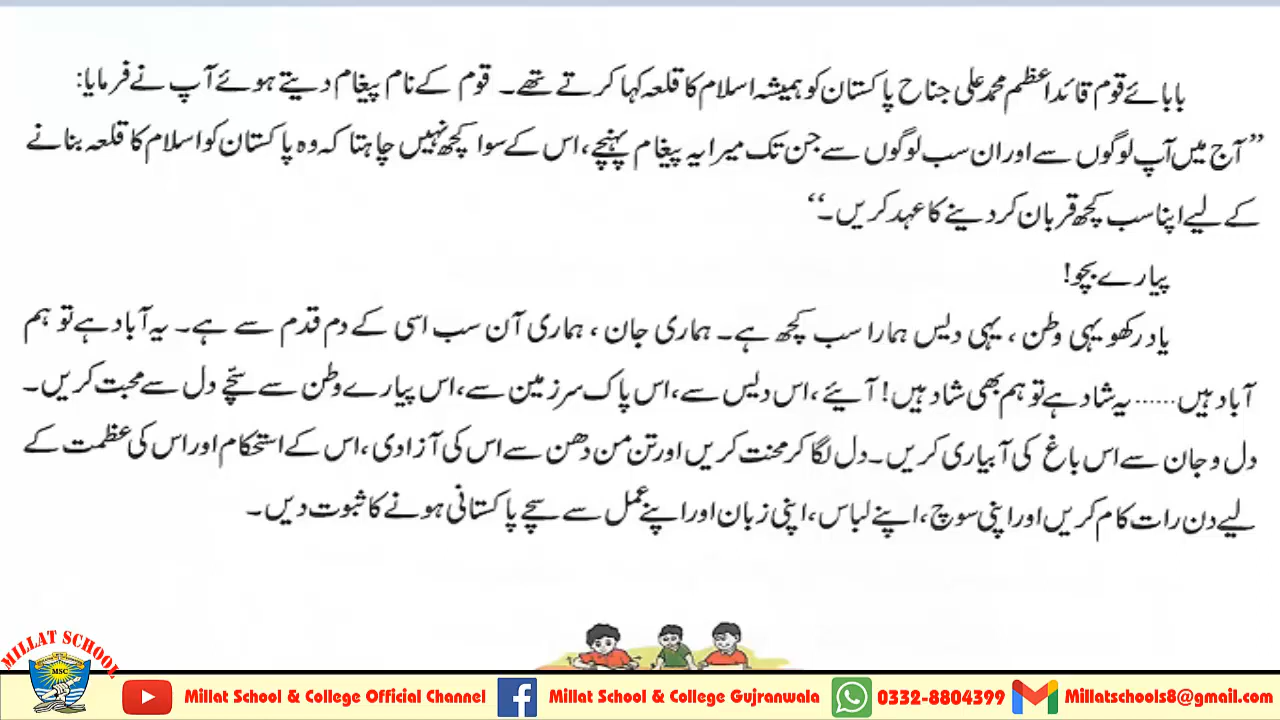 بابائے قوم قائداعظم محمد علی جناح پاکستان کو ہمیشہ اسلام کا قلعہ کہا کرتے تھے۔ قوم کے نام پیغام دیتے ہوئے آپ نے فرمایا:
”آج میں آپ لوگوں سے اور ان سب لوگوں سے جن تک میرا یہ پیغام پہنچے، اس کے سوا کچھ نہیں چاہتا کہ وہ پاکستان کو اسلام کا قلعہ بنانے
کے لیے اپنا سب کچھ قربان کر دینے کا عہد کریں۔“
پیارے بچو!
یاد رکھو یہی وطن ، یہی دیس ہمارا سب کچھ ہے۔ ہماری جان ، ہماری آن سب اسی کے دم قدم سے ہے۔ یہ آباد ہے تو ہم
آباد ہیں ...... یہ شاد ہے تو ہم بھی شاد ہیں! آئیے ، اس دیس سے، اس پاک سرزمین سے، اس پیارے وطن سے سچّے دل سے محبت کریں۔
دل و جان سے اس باغ کی آبیاری کریں۔ دل لگا کر محنت کریں اور تن من دھن سے اس کی آزادی، اس کے استحکام اور اس کی عظمت کے
لیے دن رات کام کریں اور اپنی سوچ، اپنے لباس، اپنی زبان اور اپنے عمل سے سچے پاکستانی ہونے کا ثبوت دیں۔
MILLAT SCHOOL
MSC
Millat School & College Official Channel
Millat School & College Gujranwala
0332-8804399
Millatschools8@gmail.com